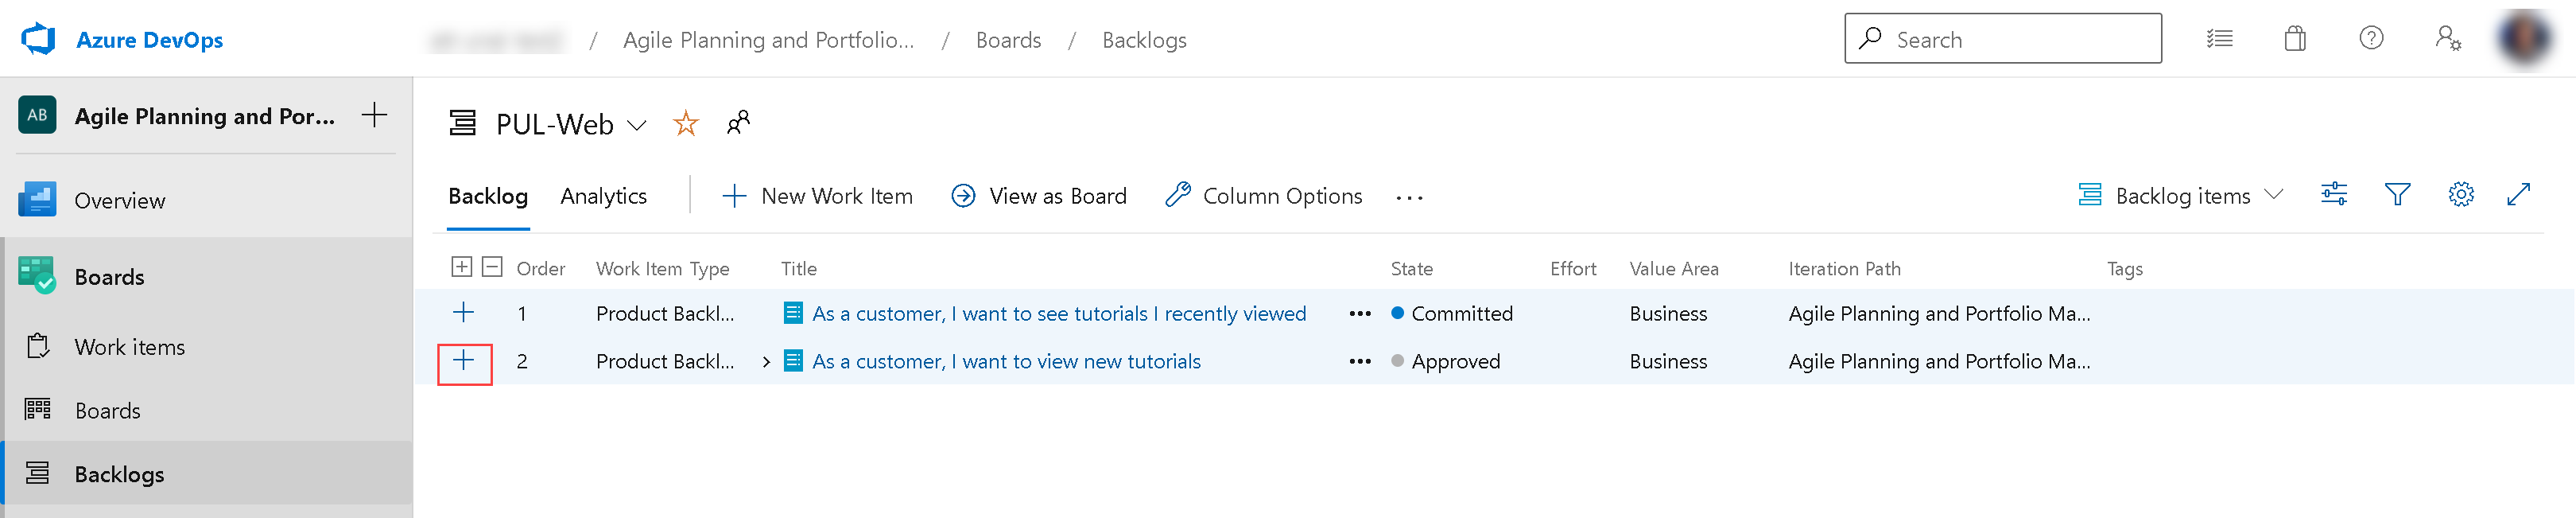 Azure DevOps / Agile Planning and Portfolio... / Boards / Backlogs Search
AB Agile Planning and Por...
PUL-Web
Overview
Backlog Analytics New Work Item View as Board Column Options ... Backlog items
Boards
Order Work Item Type Title State Effort Value Area Iteration Path Tags
1 Product Backl... As a customer, I want to see tutorials I recently viewed ... Committed Business Agile Planning and Portfolio Ma...
Work items
2 Product Backl... As a customer, I want to view new tutorials ... Approved Business Agile Planning and Portfolio Ma...
Boards
Backlogs